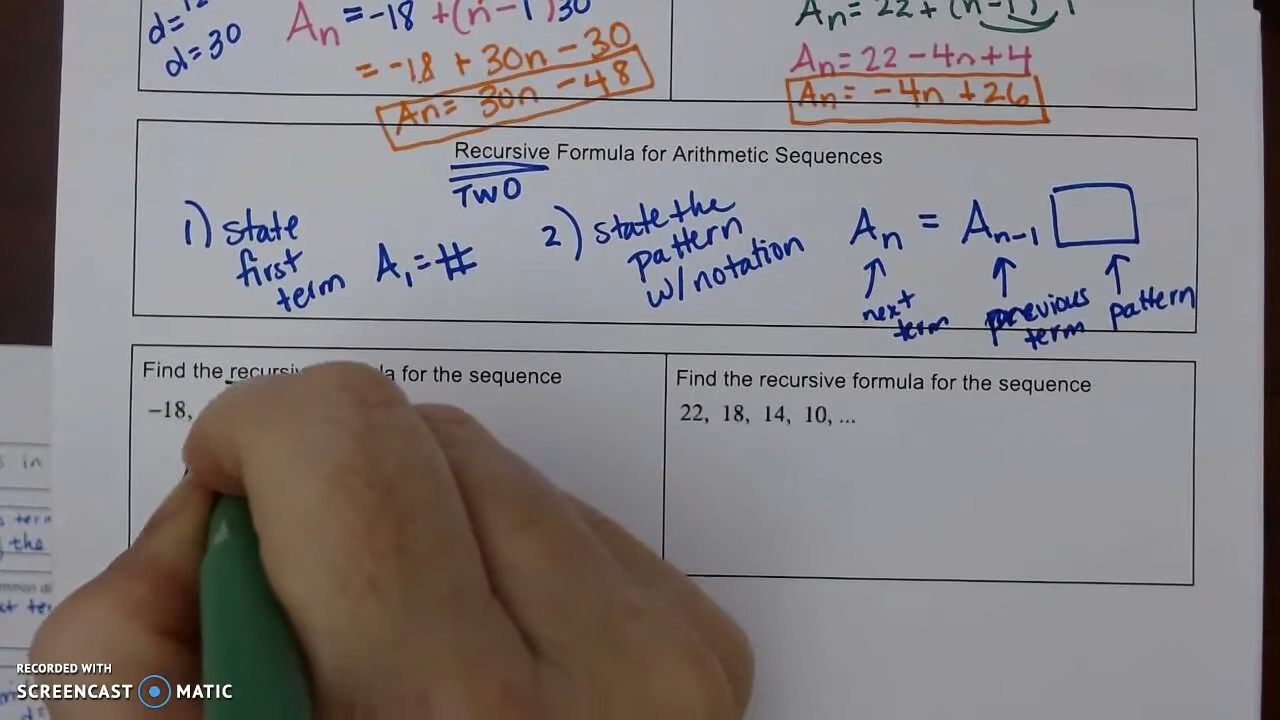 d=
d=30
An = -18 + (n-1)30
= -18 + 30n - 30
An = 30n - 48
An = 22 + (n-1)
An = 22 - 4n + 4
An = -4n + 26
Recursive Formula for Arithmetic Sequences
TWO
1) state
first
term
A1 = #
2) state the
pattern
w/ notation
An = An-1
next
term
previous
term
pattern
Find the for the sequence
−18,
Find the recursive formula for the sequence
22, 18, 14, 10, ...
s in
the
RECORDED WITH
SCREENCAST MATIC